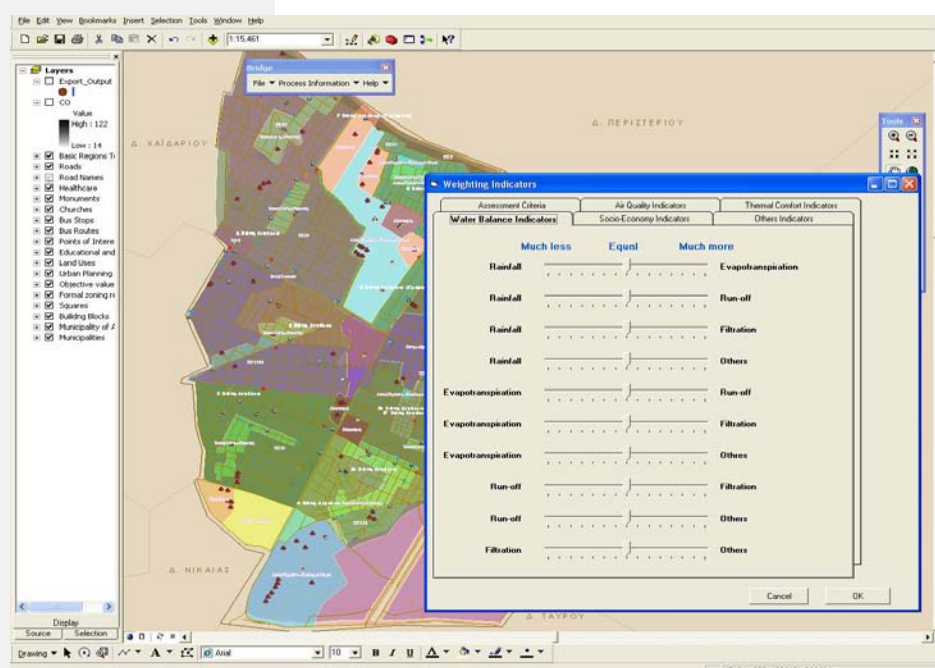 File Edit View Bookmarks Insert Selection Tools Window Help
1:15,461
Layers
Export_Output
CO
Value
High : 122
Low : 14
Basic Regions T
Roads
Road Names
Healthcare
Monuments
Churches
Bus Stops
Bus Routes
Points of Intere
Educational and
Land Uses
Urban Planning
Objective value
Formal zoning r
Squares
Buildng Blocks
Municipality of A
Municipalities
Display
Source Selection
Bridge
File Process Information Help
Δ. ΧΑΪΔΑΡΙΟΥ
Δ. ΠΕΡΙΣΤΕΡΙΟΥ
Δ. ΝΙΚΑΙΑΣ
Δ. ΤΑΥΡΟΥ
Tools
Weighting Indicators
Assessment Criteria Air Quality Indicators Thermal Comfort Indicators
Water Balance Indicators Socio-Economy Indicators Others Indicators
Much less Equal Much more
Rainfall Evapotranspiration
Rainfall Run-off
Rainfall Filtration
Rainfall Others
Evapotranspiration Run-off
Evapotranspiration Filtration
Evapotranspiration Othres
Run-off Filtration
Run-off Others
Filtration Others
Cancel OK
Drawing A Arial 10 B I U A